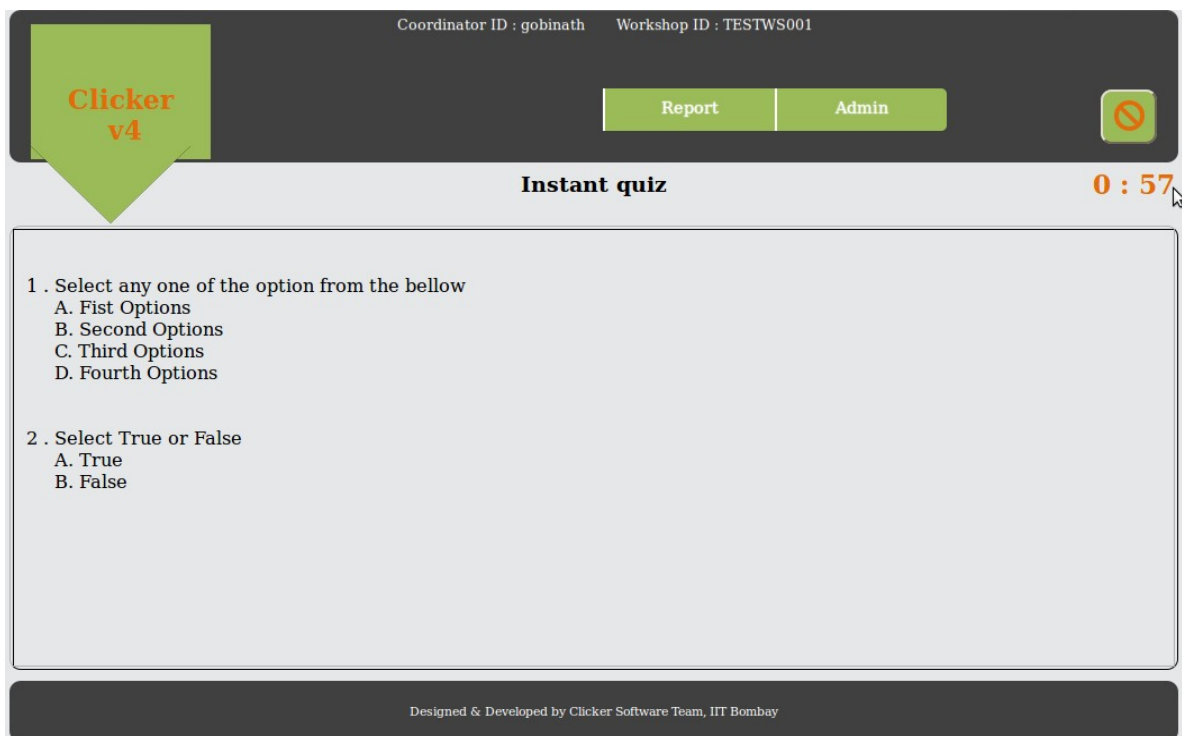 Coordinator ID : gobinath Workshop ID : TESTWS001
Clicker
v4
Report Admin
Instant quiz
0 : 57
1 . Select any one of the option from the bellow
A. Fist Options
B. Second Options
C. Third Options
D. Fourth Options
2 . Select True or False
A. True
B. False
Designed & Developed by Clicker Software Team, IIT Bombay